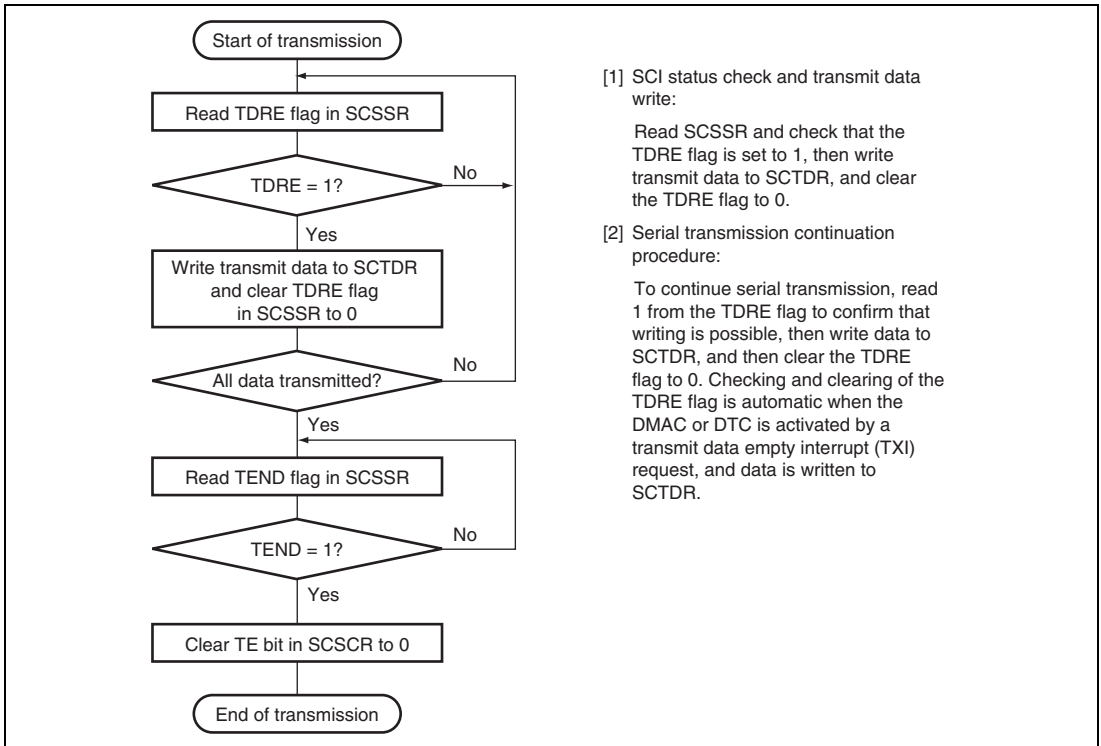 Start of transmission
Read TDRE flag in SCSSR
TDRE = 1?
No
Yes
Write transmit data to SCTDR
and clear TDRE flag
in SCSSR to 0
All data transmitted?
No
Yes
Read TEND flag in SCSSR
TEND = 1?
No
Yes
Clear TE bit in SCSCR to 0
End of transmission
[1] SCI status check and transmit data
write:
Read SCSSR and check that the
TDRE flag is set to 1, then write
transmit data to SCTDR, and clear
the TDRE flag to 0.
[2] Serial transmission continuation
procedure:
To continue serial transmission, read
1 from the TDRE flag to confirm that
writing is possible, then write data to
SCTDR, and then clear the TDRE
flag to 0. Checking and clearing of the
TDRE flag is automatic when the
DMAC or DTC is activated by a
transmit data empty interrupt (TXI)
request, and data is written to
SCTDR.